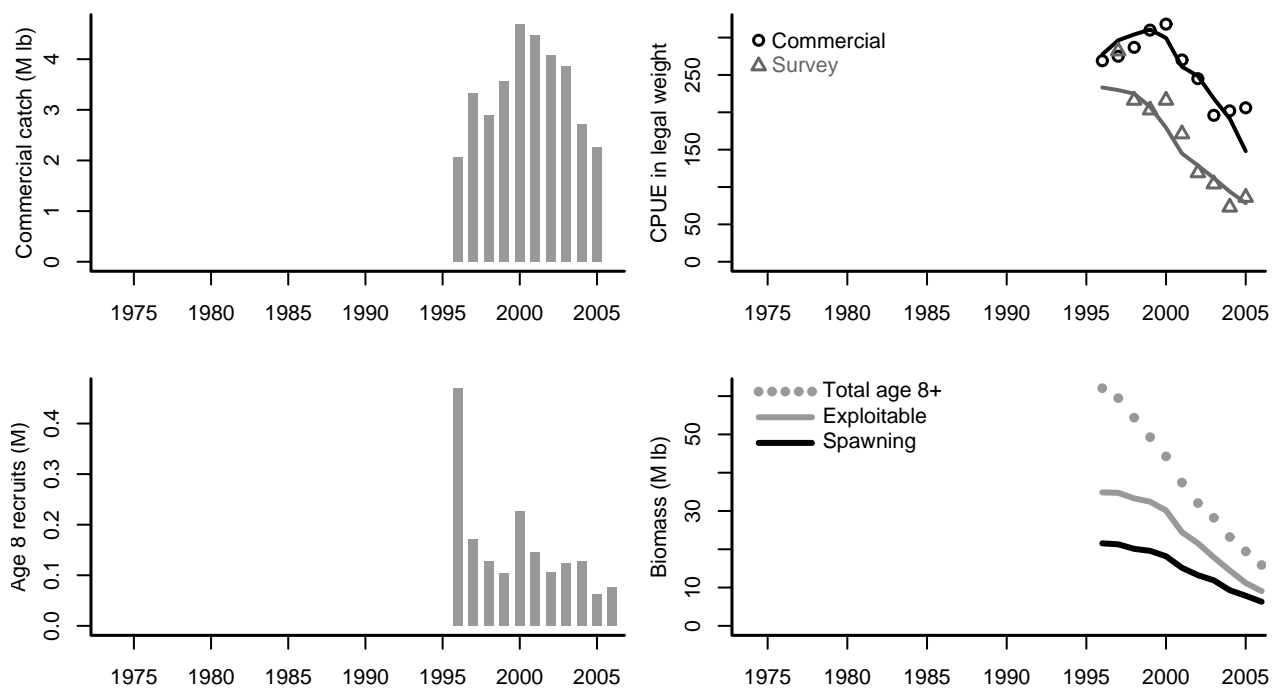 Commercial catch (M lb)
4
3
2
1
0
1975 1980 1985 1990 1995 2000 2005
CPUE in legal weight
250
150
50
0
Commercial
Survey
1975 1980 1985 1990 1995 2000 2005
Age 8 recruits (M)
0.4
0.3
0.2
0.1
0.0
1975 1980 1985 1990 1995 2000 2005
Biomass (M lb)
50
30
10
0
Total age 8+
Exploitable
Spawning
1975 1980 1985 1990 1995 2000 2005